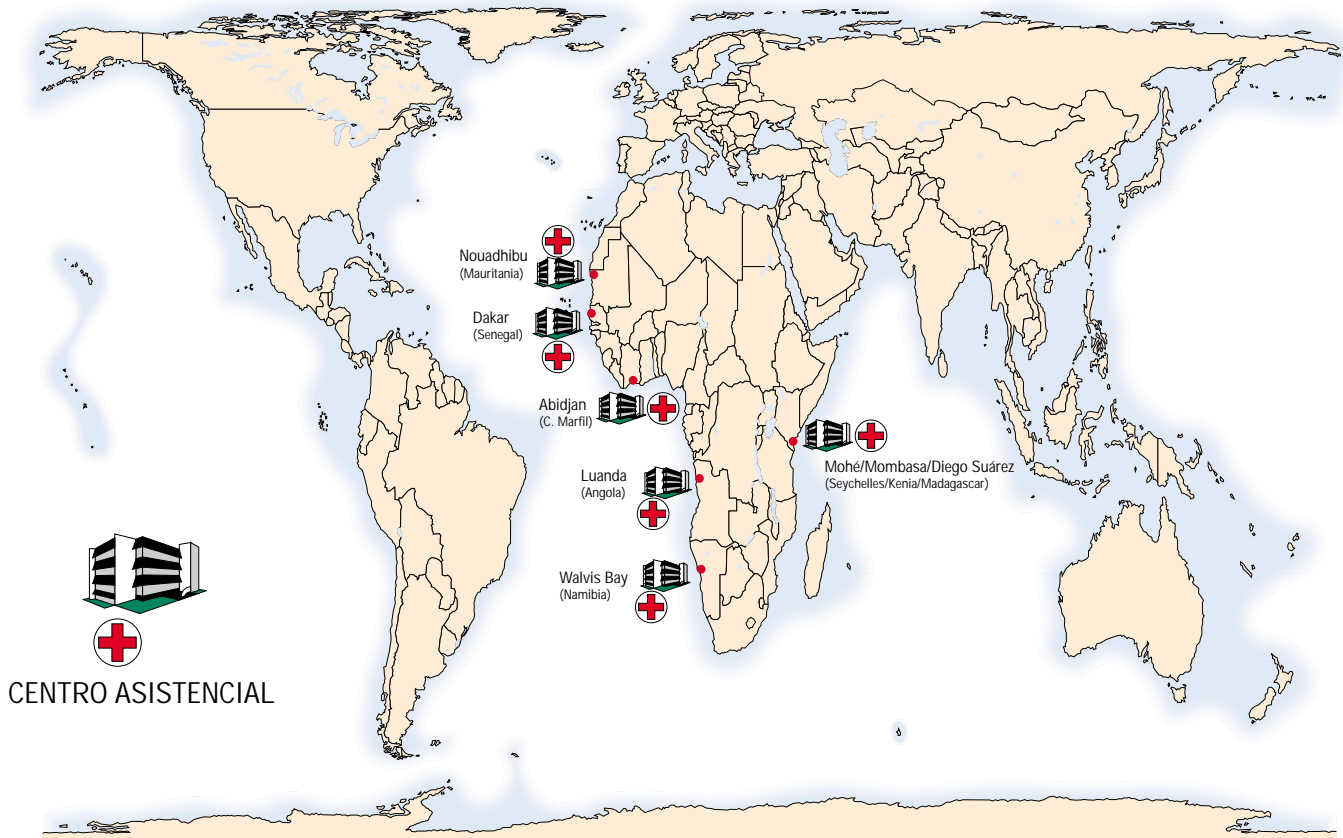 Nouadhibu
(Mauritania)
Dakar
(Senegal)
Abidjan
(C. Marfil)
Mohé/Mombasa/Diego Suárez
(Seychelles/Kenia/Madagascar)
Luanda
(Angola)
Walvis Bay
(Namibia)
CENTRO ASISTENCIAL